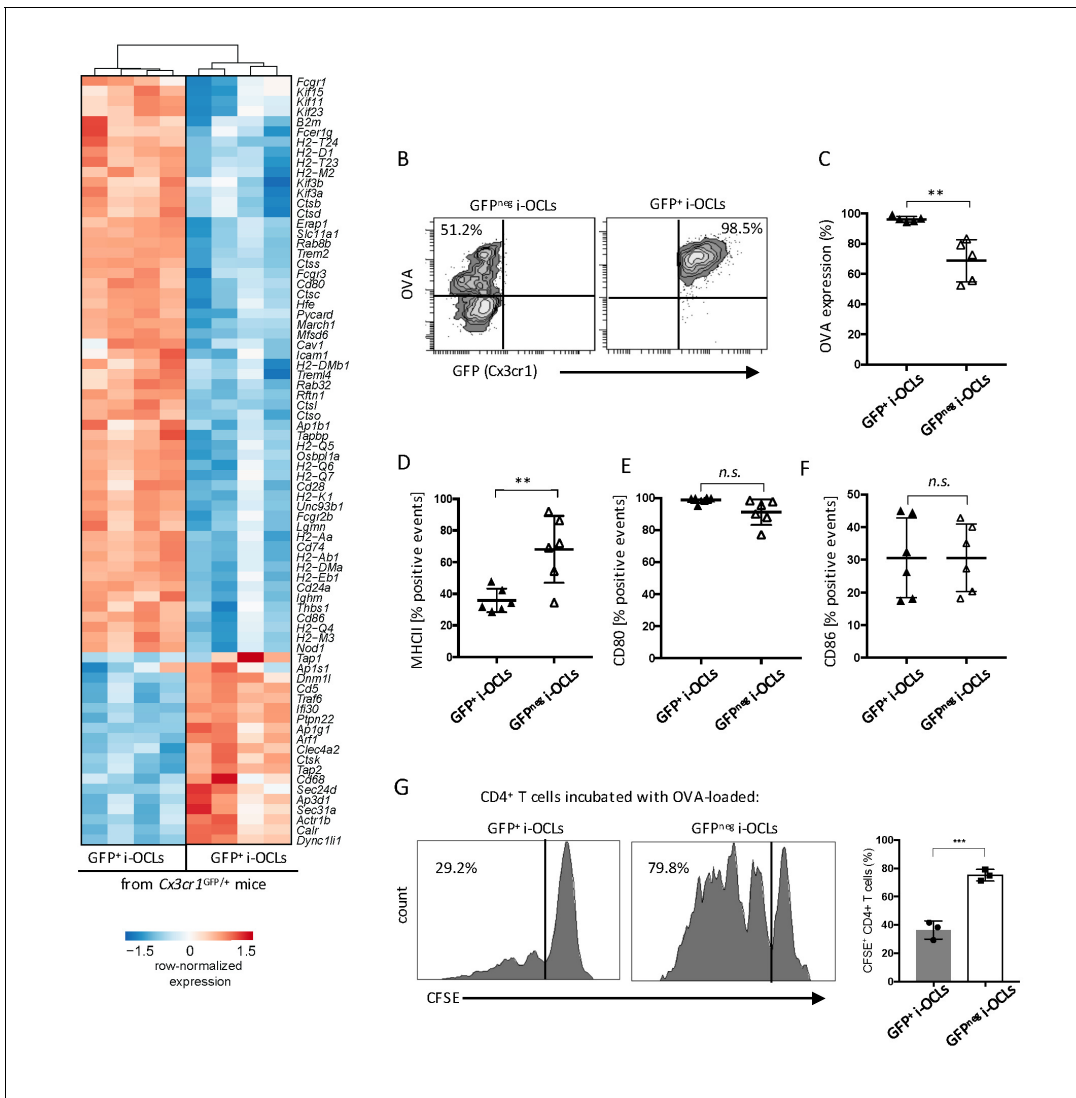 Fcgr1
Kif15
Kif11
Kif23
B2m
Fcer1g
H2−T24
H2−D1
H2−T23
H2−M2
Kif3b
Kif3a
Ctsb
Ctsd
Erap1
Slc11a1
Rab8b
Trem2
Ctss
Fcgr3
Cd80
Ctsc
Hfe
Pycard
March1
Mfsd6
Cav1
Icam1
H2−DMb1
Treml4
Rab32
Rftn1
Ctsl
Ctso
Ap1b1
Tapbp
H2−Q5
Osbpl1a
H2−Q6
H2−Q7
Cd28
H2−K1
Unc93b1
Fcgr2b
Lgmn
H2−Aa
Cd74
H2−Ab1
H2−DMa
H2−Eb1
Cd24a
Ighm
Thbs1
Cd86
H2−Q4
H2−M3
Nod1
Tap1
Ap1s1
Dnm1l
Cd5
Traf6
Ifi30
Ptpn22
Ap1g1
Arf1
Clec4a2
Ctsk
Tap2
Cd68
Sec24d
Ap3d1
Sec31a
Actr1b
Calr
Dync1li1
GFP+ i-OCLs GFP+ i-OCLs
from Cx3cr1GFP/+ mice
−1.5 0 1.5
row-normalized
expression
B
GFPneg i-OCLs GFP+ i-OCLs
51.2% 98.5%
OVA
GFP (Cx3cr1)
C
**
OVA expression (%)
100
80
60
40
20
0
GFP+ i-OCLs
GFPneg i-OCLs
D
**
MHCII [% positive events]
100
80
60
40
20
0
GFP+ i-OCLs
GFPneg i-OCLs
E
n.s.
CD80 [% positive events]
100
80
60
40
20
0
GFP+ i-OCLs
GFPneg i-OCLs
F
n.s.
CD86 [% positive events]
50
40
30
20
10
0
GFP+ i-OCLs
GFPneg i-OCLs
G
CD4+ T cells incubated with OVA-loaded:
GFP+ i-OCLs GFPneg i-OCLs
29.2% 79.8%
count
CFSE
***
CFSE+ CD4+ T cells (%)
100
80
60
40
20
0
GFP+ i-OCLs
GFPneg i-OCLs